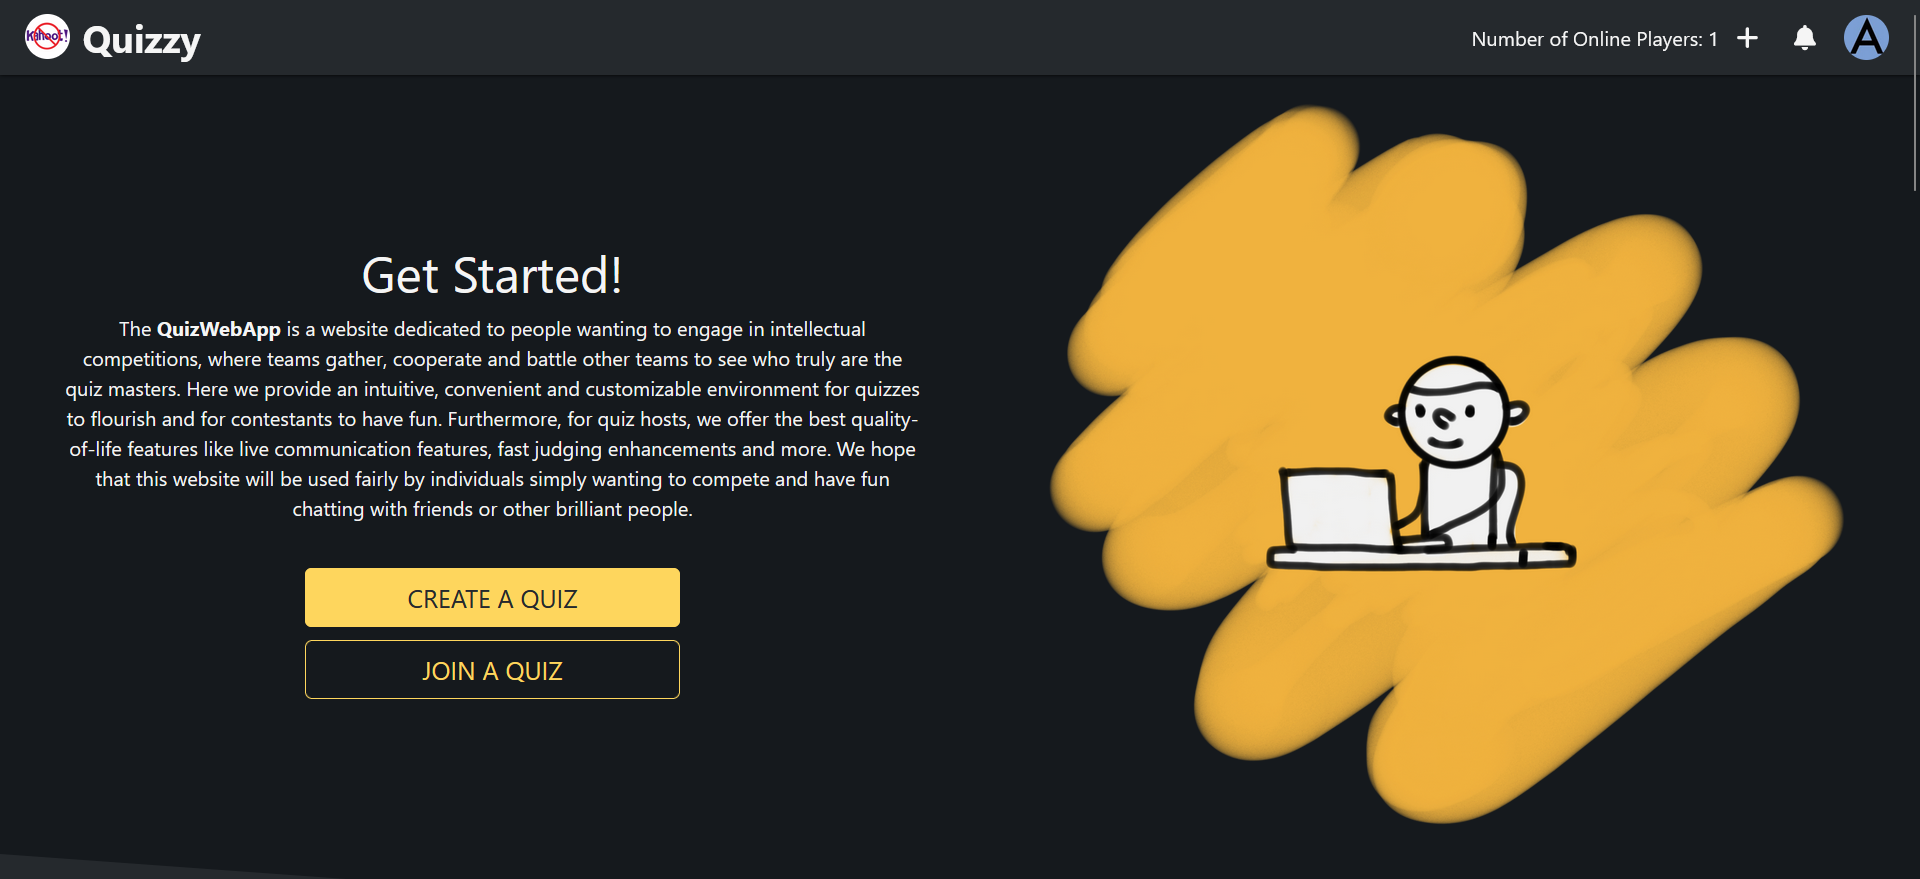 Kahoot!
Quizzy
Number of Online Players: 1
A
Get Started!
The QuizWebApp is a website dedicated to people wanting to engage in intellectual
competitions, where teams gather, cooperate and battle other teams to see who truly are the
quiz masters. Here we provide an intuitive, convenient and customizable environment for quizzes
to flourish and for contestants to have fun. Furthermore, for quiz hosts, we offer the best quality-
of-life features like live communication features, fast judging enhancements and more. We hope
that this website will be used fairly by individuals simply wanting to compete and have fun
chatting with friends or other brilliant people.
CREATE A QUIZ
JOIN A QUIZ